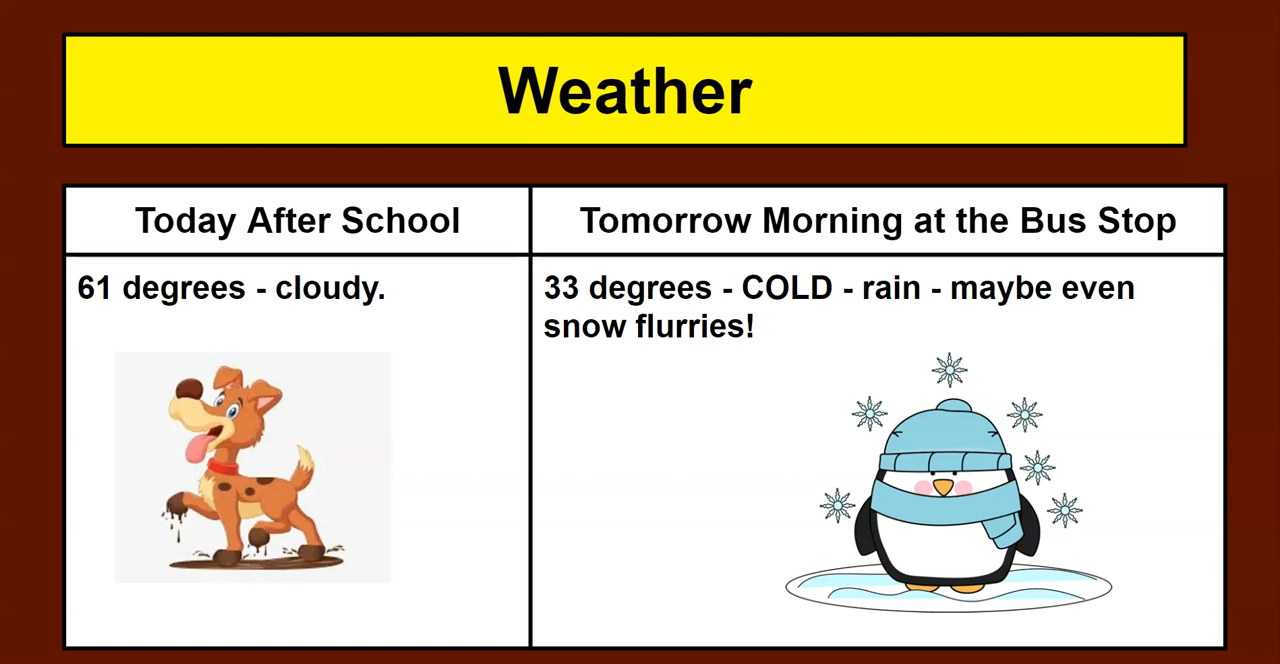 Weather
Today After School
Tomorrow Morning at the Bus Stop
61 degrees - cloudy.
33 degrees - COLD - rain - maybe even
snow flurries!